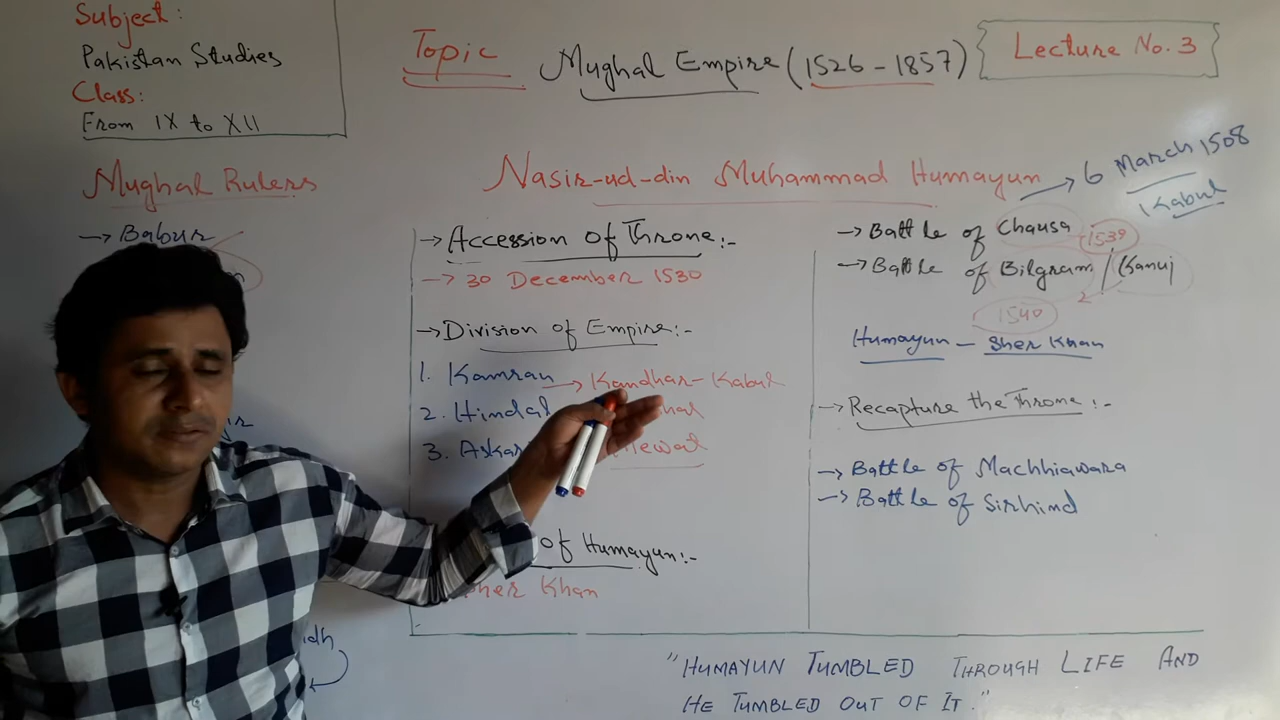 Subject:
Pakistan Studies
Class:
From IX to XII
Topic
Mughal Empire (1526-1857)
Lecture No. 3
Mughal Rulers
→ Babur
Nasir-ud-din Muhammad Humayun → 6 March 1508
Kabul
→ Accession of Throne:-
→ 30 December 1530
→ Division of Empire:-
1. Kamran → Kandhar-Kabul
2. Hindal
3. Askar
of Humayun:-
Sher Khan
→ Battle of Chausa 1539
→ Battle of Bilgram / Kanuj
1540
Humayun - Sher Khan
→ Recapture the Throne:-
→ Battle of Machhiawara
→ Battle of Sirhind
"HUMAYUN TUMBLED THROUGH LIFE AND
HE TUMBLED OUT OF IT."